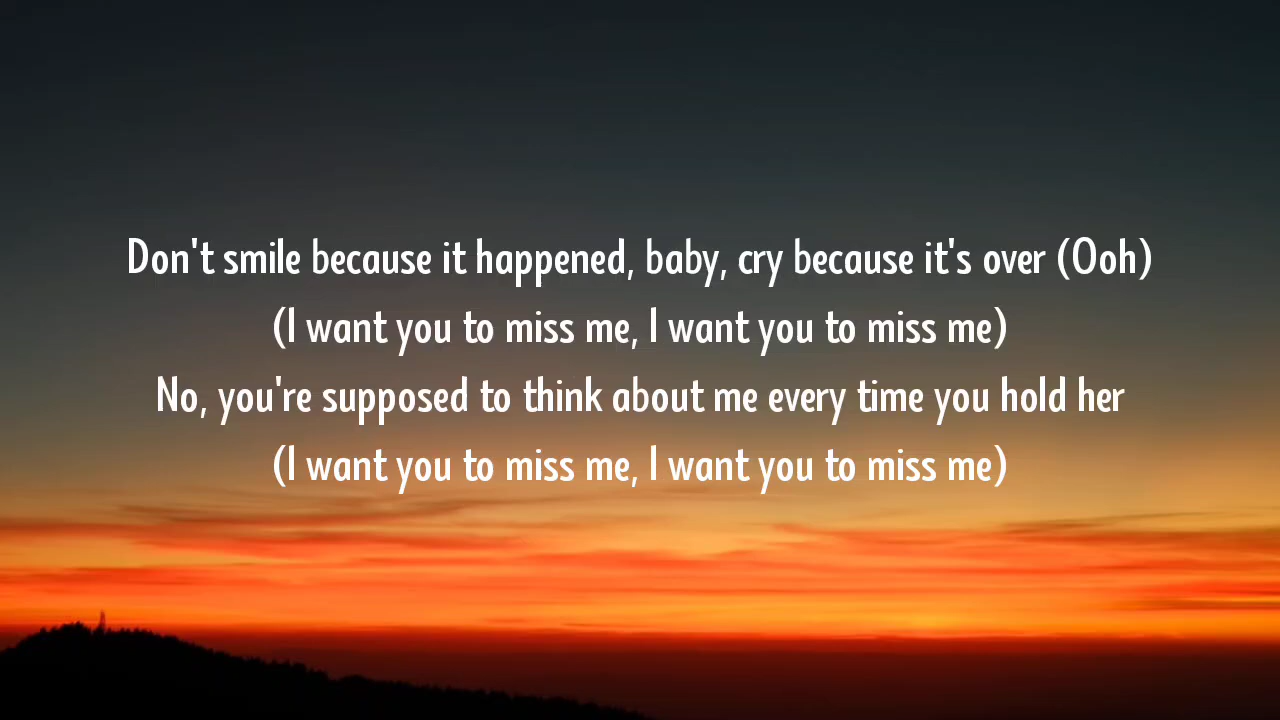 Don't smile because it happened, baby, cry because it's over (Ooh)
(I want you to miss me, I want you to miss me)
No, you're supposed to think about me every time you hold her
(I want you to miss me, I want you to miss me)